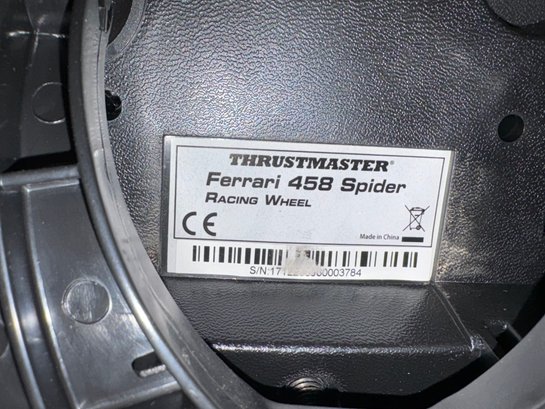 THRUSTMASTER®
Ferrari 458 Spider
RACING WHEEL
CE
Made in China